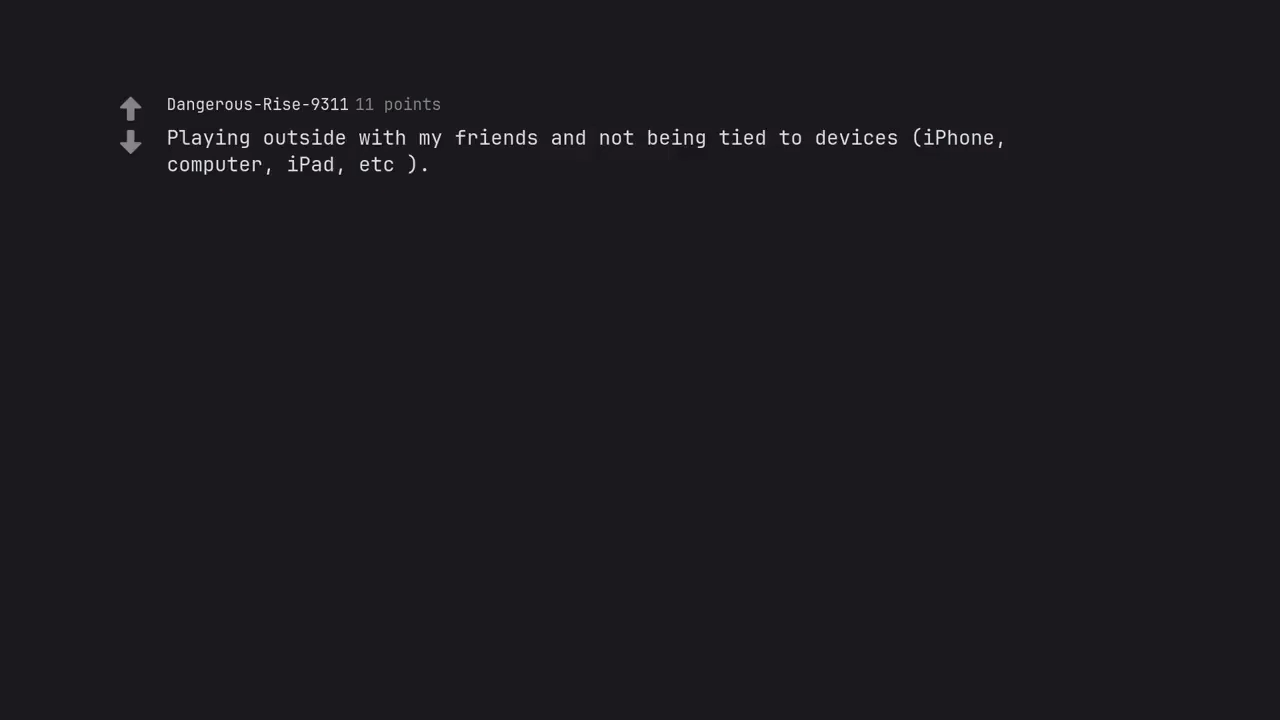 Dangerous-Rise-9311 11 points
Playing outside with my friends and not being tied to devices (iPhone,
computer, iPad, etc ).